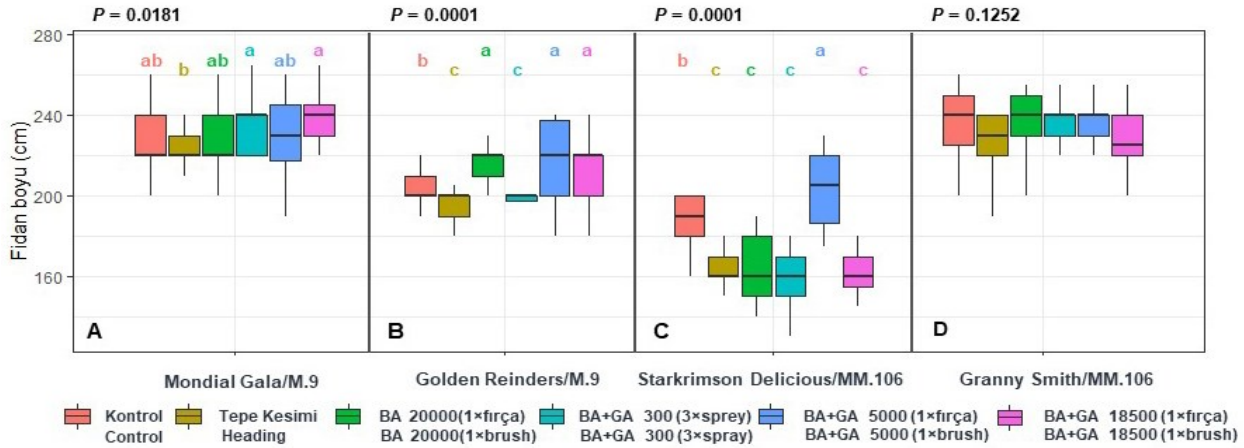 P = 0.0181 P = 0.0001 P = 0.0001 P = 0.1252
280
240
200
160
Fidan boyu (cm)
ab b ab a ab a
b c a c a a
b c c c a c
A B C D
Mondial Gala/M.9 Golden Reinders/M.9 Starkrimson Delicious/MM.106 Granny Smith/MM.106
Kontrol Tepe Kesimi BA 20000(1×fırça) BA+GA 300(3×sprey) BA+GA 5000(1×fırça) BA+GA 18500(1×fırça)
Control Heading BA 20000(1×brush) BA+GA 300(3×spray) BA+GA 5000(1×brush) BA+GA 18500(1×brush)